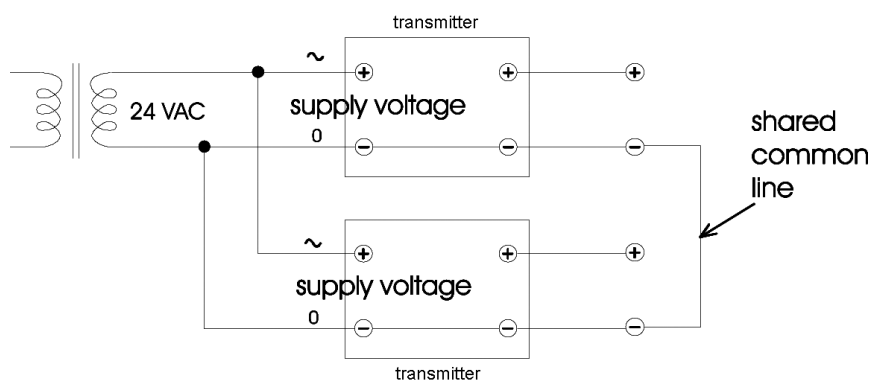 transmitter
~
24 VAC
supply voltage
0
shared
common
line
~
supply voltage
0
transmitter